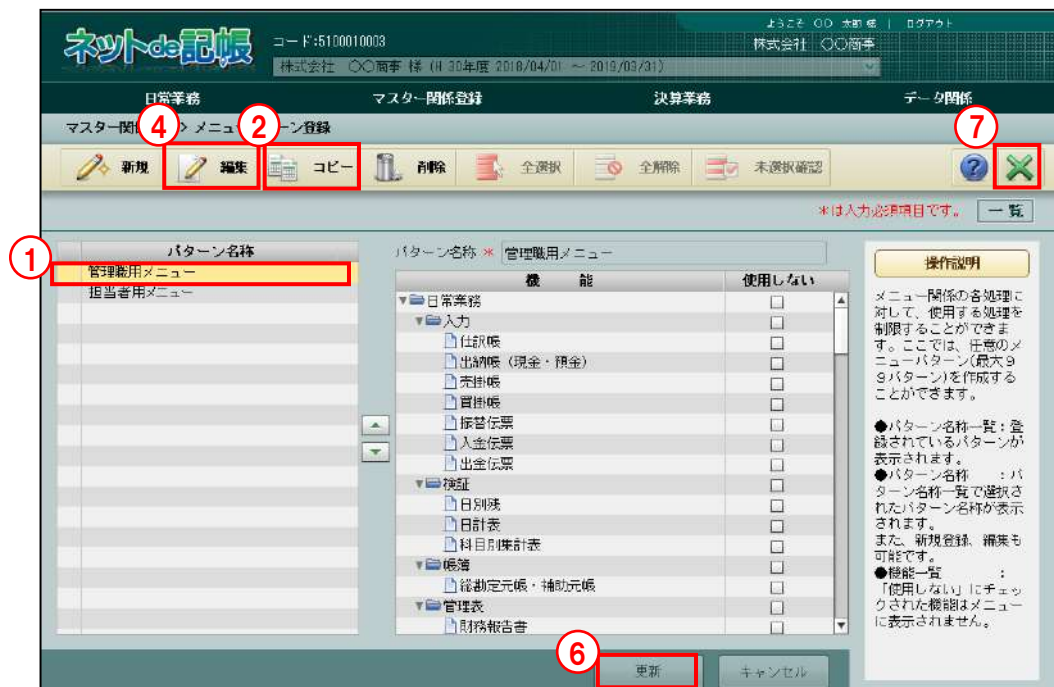 ようこそ 〇〇 太郎 様 | ログアウト
ネットde記帳
コード:5100010003
株式会社 〇〇商事
株式会社 〇〇商事 様 (H 30年度 2018/04/01 ～ 2019/03/31)
日常業務 マスター関係登録 決算業務 データ関係
マスター関 > メニュ ーン登録
④ ② ⑦
新規 編集 コピー 削除 全選択 全解除 未選択確認 ?
*は入力必須項目です。 一覧
①
パターン名称
管理職用メニュー
担当者用メニュー
パターン名称 * 管理職用メニュー
機 能 使用しない
日常業務
入力
仕訳帳
出納帳（現金・預金）
売掛帳
買掛帳
振替伝票
入金伝票
出金伝票
検証
日別残
日計表
科目別集計表
帳簿
総勘定元帳・補助元帳
管理表
財務報告書
操作説明
メニュー関係の各処理に
対して、使用する処理を
制限することができま
す。ここでは、任意のメ
ニューパターン(最大９
９パターン)を作成する
ことができます。
●パターン名称一覧：登
録されているパターンが
表示されます。
●パターン名称 ：パ
ターン名称一覧で選択さ
れたパターン名称が表示
されます。
また、新規登録、編集も
可能です。
●機能一覧 ：
「使用しない」にチェッ
クされた機能はメニュー
に表示されません。
⑥
更新 キャンセル